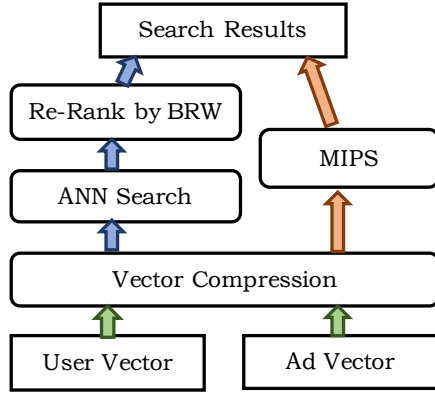 Search Results
Re-Rank by BRW
MIPS
ANN Search
Vector Compression
User Vector
Ad Vector